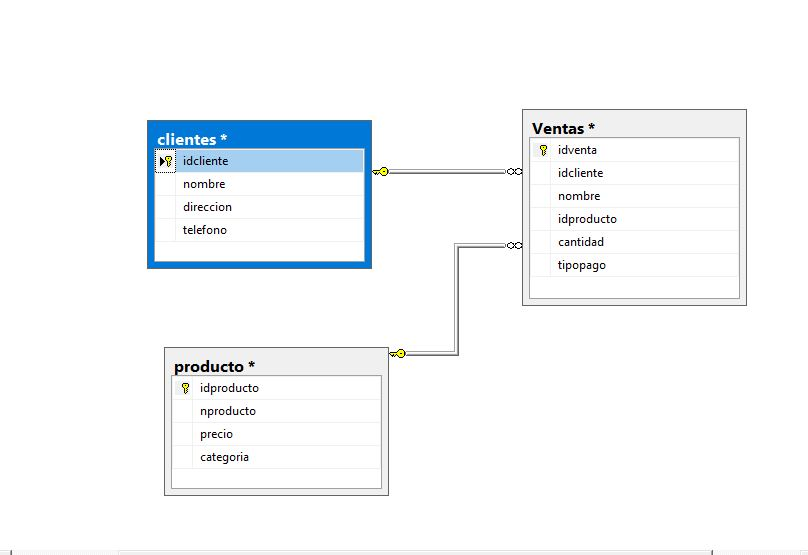 clientes *
idcliente
nombre
direccion
telefono
Ventas *
idventa
idcliente
nombre
idproducto
cantidad
tipopago
producto *
idproducto
nproducto
precio
categoria